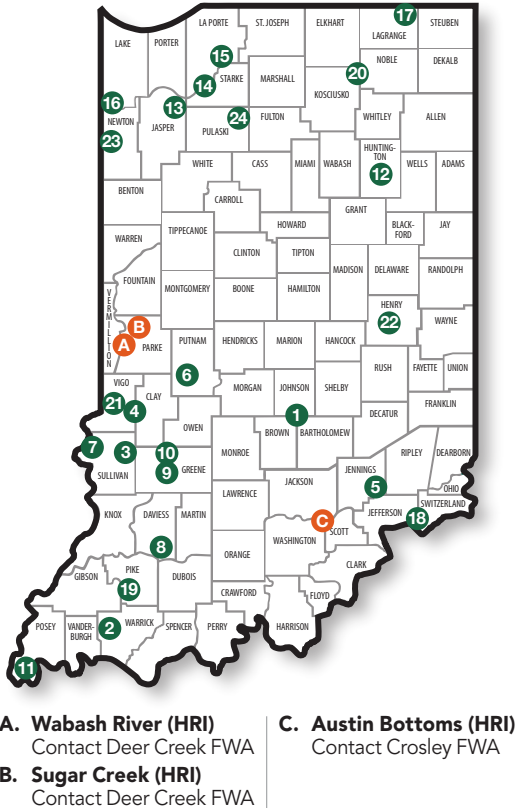 17
LA PORTE
ST. JOSEPH
ELKHART
STEUBEN
LAGRANGE
LAKE
PORTER
15
NOBLE
DEKALB
20
14
STARKE
MARSHALL
KOSCIUSKO
16
13
24
FULTON
WHITLEY
ALLEN
NEWTON
JASPER
PULASKI
23
HUNTING-
TON
12
WHITE
CASS
MIAMI
WABASH
WELLS
ADAMS
BENTON
CARROLL
GRANT
HOWARD
BLACK-
FORD
JAY
TIPPECANOE
WARREN
CLINTON
TIPTON
MADISON
DELAWARE
RANDOLPH
FOUNTAIN
MONTGOMERY
BOONE
HAMILTON
VERMILLION
HENRY
22
WAYNE
B
A
PARKE
PUTNAM
HENDRICKS
MARION
HANCOCK
RUSH
FAYETTE
UNION
6
VIGO
CLAY
MORGAN
JOHNSON
SHELBY
21
4
1
FRANKLIN
DECATUR
OWEN
BROWN
BARTHOLOMEW
7
3
10
MONROE
RIPLEY
DEARBORN
9
GREENE
SULLIVAN
JENNINGS
JACKSON
5
OHIO
LAWRENCE
SWITZERLAND
KNOX
DAVIESS
MARTIN
JEFFERSON
18
C
SCOTT
WASHINGTON
8
ORANGE
CLARK
PIKE
GIBSON
DUBOIS
19
CRAWFORD
FLOYD
POSEY
VANDER-
BURGH
2
WARRICK
SPENCER
PERRY
HARRISON
11
A. Wabash River (HRI)
Contact Deer Creek FWA
B. Sugar Creek (HRI)
Contact Deer Creek FWA
C. Austin Bottoms (HRI)
Contact Crosley FWA